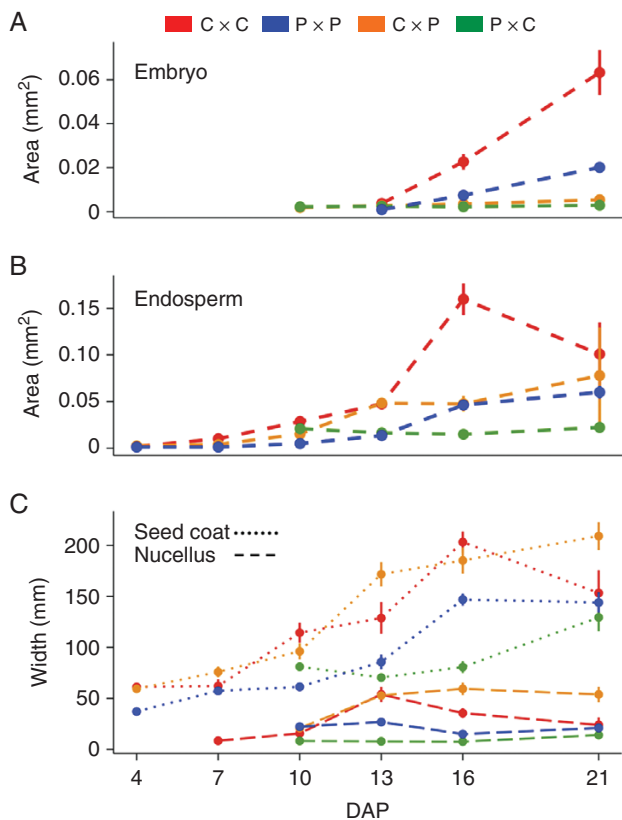 A
C × C
P × P
C × P
P × C
Embryo
Area (mm²)
0.06
0.04
0.02
0
B
Endosperm
Area (mm²)
0.15
0.10
0.05
0
C
Seed coat
Nucellus
Width (mm)
200
150
100
50
0
4 7 10 13 16 21
DAP